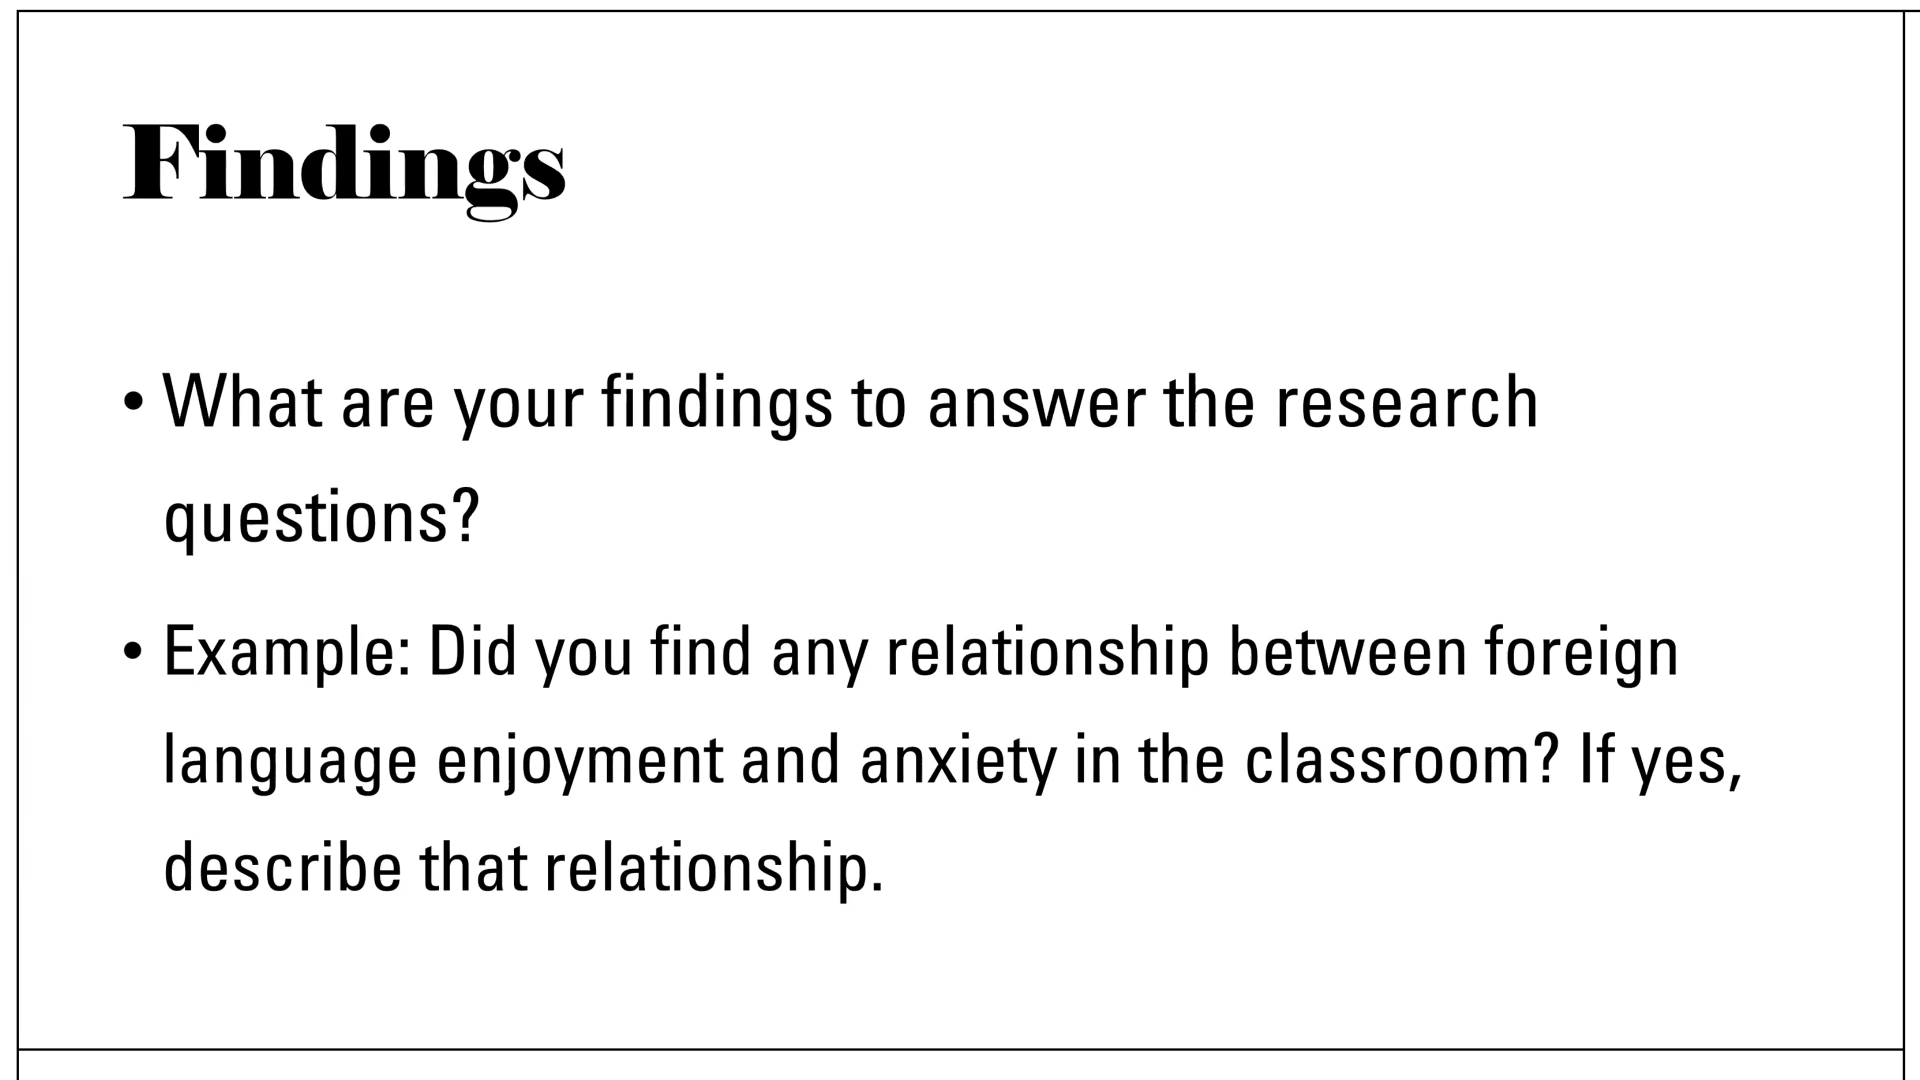 Findings
• What are your findings to answer the research
questions?
• Example: Did you find any relationship between foreign
language enjoyment and anxiety in the classroom? If yes,
describe that relationship.